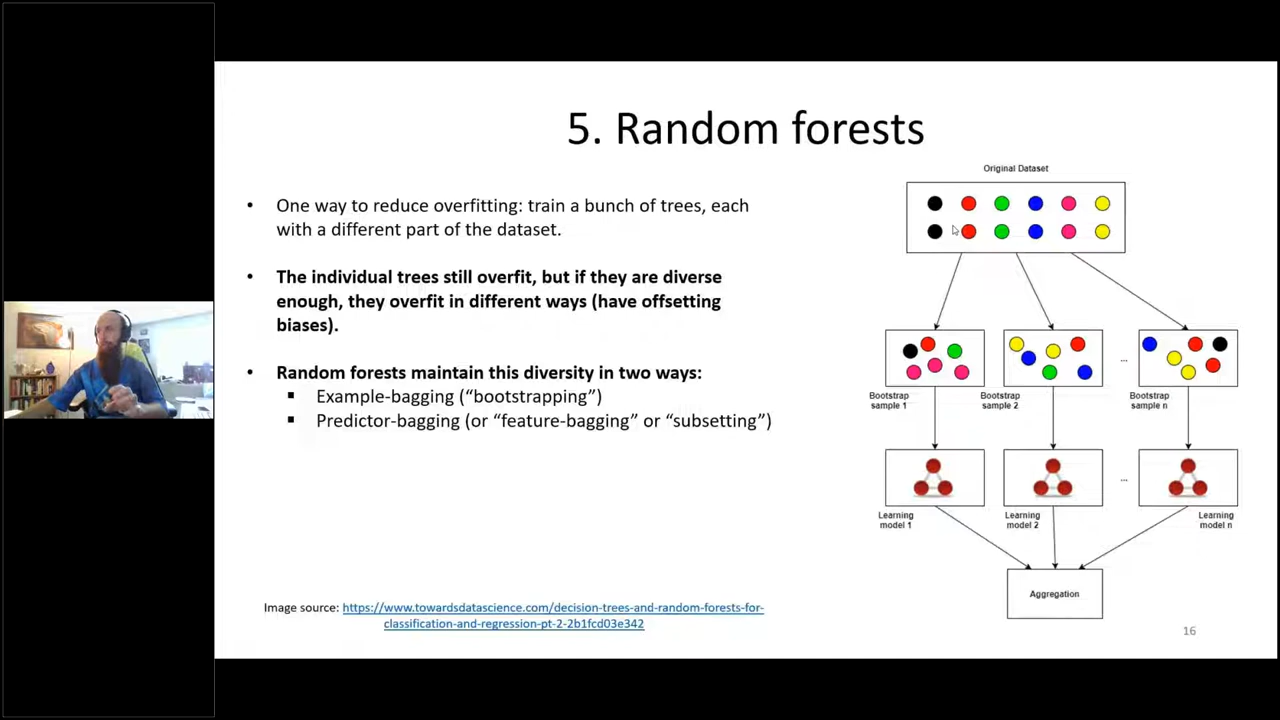 5. Random forests
• One way to reduce overfitting: train a bunch of trees, each
with a different part of the dataset.
• The individual trees still overfit, but if they are diverse
enough, they overfit in different ways (have offsetting
biases).
• Random forests maintain this diversity in two ways:
▪ Example-bagging (“bootstrapping”)
▪ Predictor-bagging (or “feature-bagging” or “subsetting”)
Image source: https://www.towardsdatascience.com/decision-trees-and-random-forests-for-
classification-and-regression-pt-2-2b1fcd03e342
Original Dataset
...
Bootstrap
sample 1
Bootstrap
sample 2
Bootstrap
sample n
...
Learning
model 1
Learning
model 2
Learning
model n
Aggregation
16